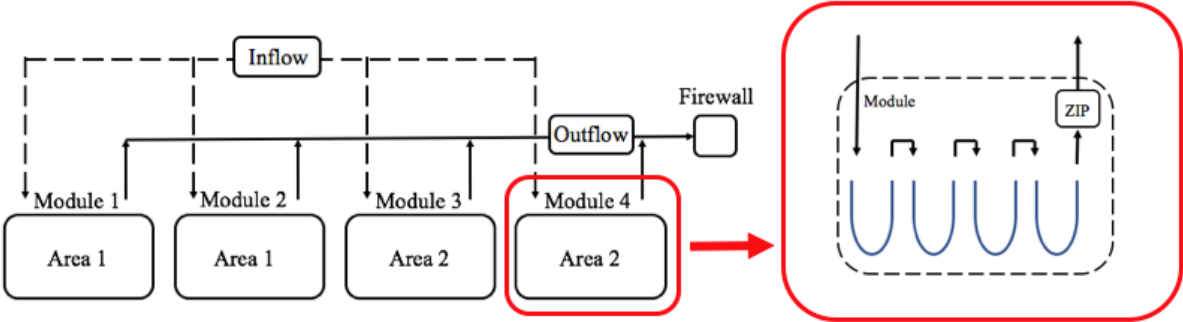 Inflow
Firewall
Outflow
Module 1
Module 2
Module 3
Module 4
Area 1
Area 1
Area 2
Area 2
Module
ZIP